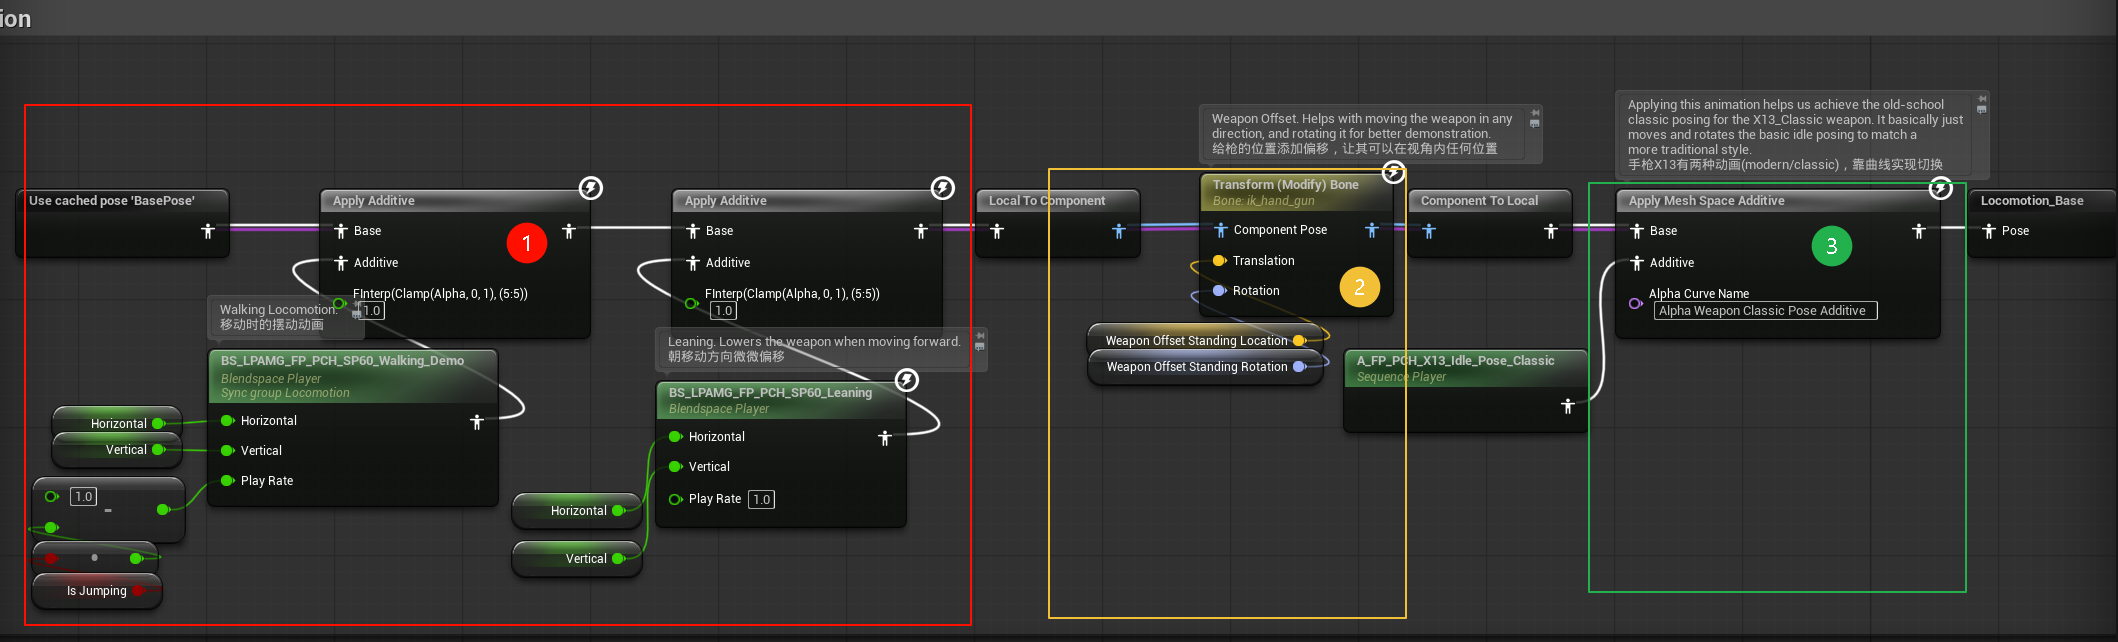 ion
Use cached pose 'BasePose'
Apply Additive
Base
Additive
FInterp(Clamp(Alpha, 0, 1), (5:5))
1.0
1
Apply Additive
Base
Additive
FInterp(Clamp(Alpha, 0, 1), (5:5))
1.0
Walking Locomotion.
移动时的摆动动画
BS_LPAMG_FP_PCH_SP60_Walking_Demo
Blendspace Player
Sync group Locomotion
Horizontal
Vertical
Play Rate
Horizontal
Vertical
1.0
-
Is Jumping
Leaning. Lowers the weapon when moving forward.
朝移动方向微微偏移
BS_LPAMG_FP_PCH_SP60_Leaning
Blendspace Player
Horizontal
Vertical
Play Rate 1.0
Horizontal
Vertical
Local To Component
Weapon Offset. Helps with moving the weapon in any
direction, and rotating it for better demonstration.
给枪的位置添加偏移，让其可以在视角内任何位置
Transform (Modify) Bone
Bone: ik_hand_gun
Component Pose
Translation
Rotation
2
Weapon Offset Standing Location
Weapon Offset Standing Rotation
Component To Local
A_FP_PCH_X13_Idle_Pose_Classic
Sequence Player
Applying this animation helps us achieve the old-school
classic posing for the X13_Classic weapon. It basically just
moves and rotates the basic idle posing to match a
more traditional style.
手枪X13有两种动画(modern/classic)，靠曲线实现切换
Apply Mesh Space Additive
Base
Additive
Alpha Curve Name
Alpha Weapon Classic Pose Additive
3
Locomotion_Base
Pose